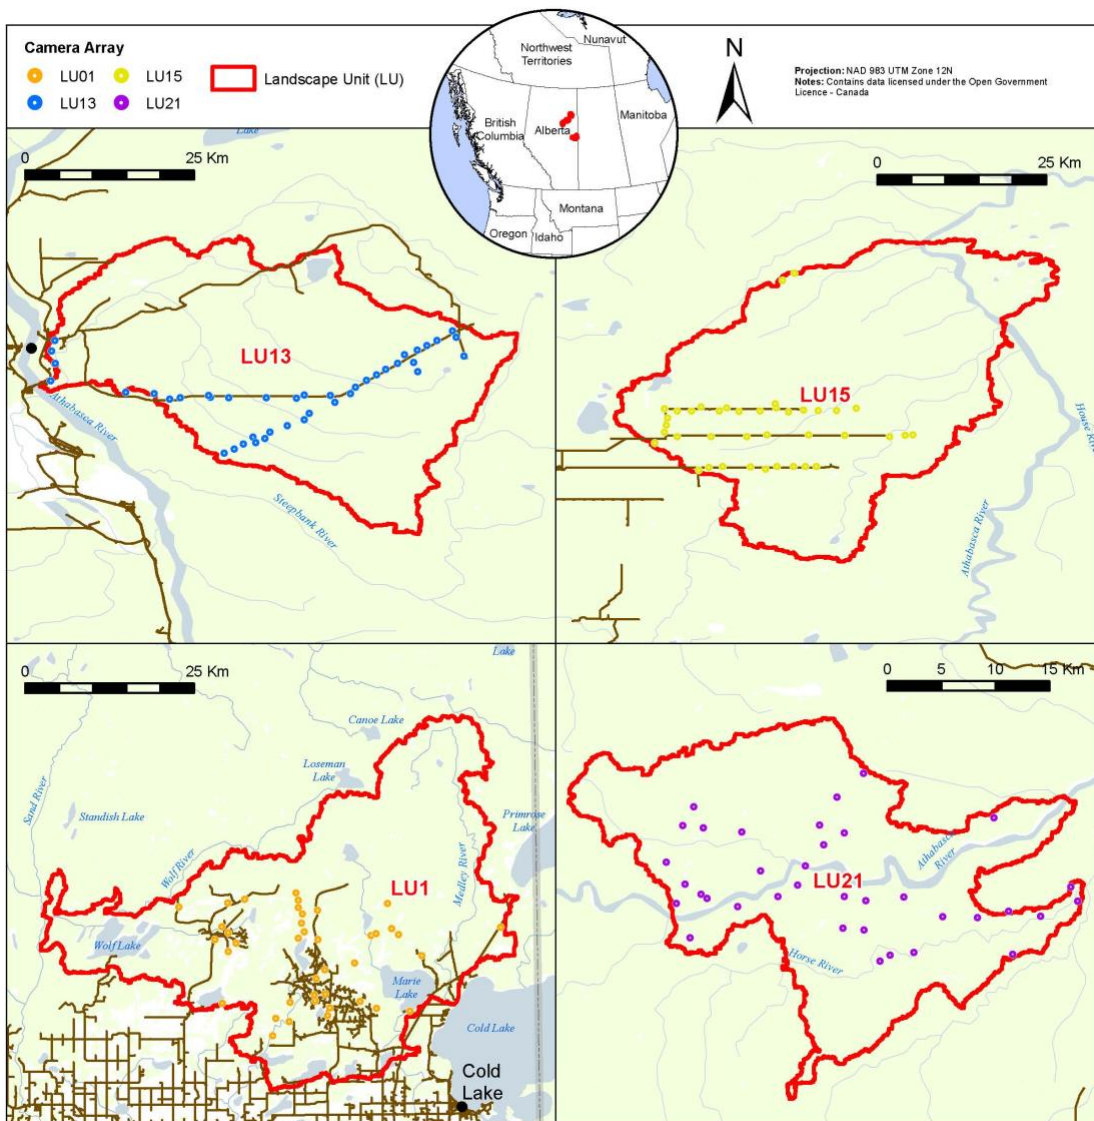 Camera Array
LU01
LU15
LU13
LU21
Landscape Unit (LU)
Nunavut
Northwest
Territories
British
Columbia
Alberta
Manitoba
Montana
Oregon
Idaho
N
Projection: NAD 983 UTM Zone 12N
Notes: Contains data licensed under the Open Government
Licence - Canada
Lake
0
25 Km
LU13
Athabasca River
Steepbank River
0
25 Km
LU15
House River
Athabasca River
0
25 Km
Lake
Canoe Lake
Loseman
Lake
Sand River
Standish Lake
Wolf River
Primrose
Lake
LU1
Medley River
Wolf Lake
Marie
Lake
Cold Lake
Cold
Lake
0
5
10
15 Km
Athabasca
River
LU21
Horse River